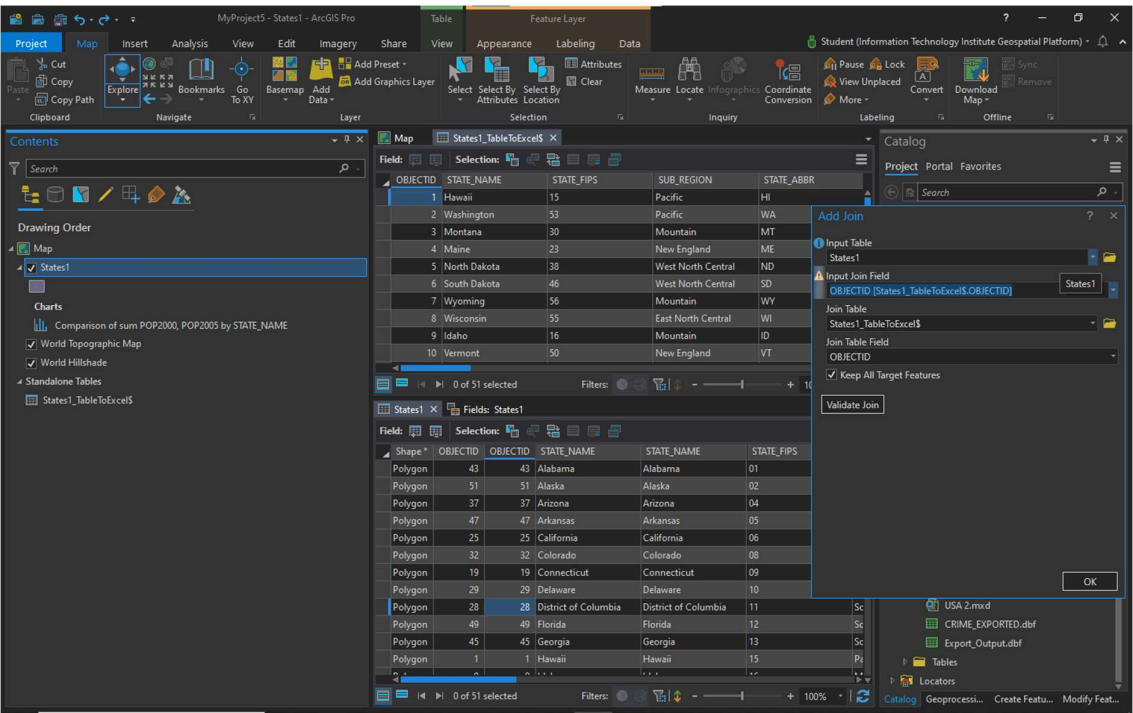 MyProject5 - States1 - ArcGIS Pro
Table
Feature Layer
? — ✕
Project Map Insert Analysis View Edit Imagery Share View Appearance Labeling Data
Student (Information Technology Institute Geospatial Platform)
Paste
Cut
Copy
Copy Path
Explore
Bookmarks
Go To XY
Basemap
Add Data
Add Preset
Add Graphics Layer
Select
Select By Attributes
Select By Location
Attributes
Clear
Measure
Locate
Infographics
Coordinate Conversion
Pause
Lock
View Unplaced
More
Convert
Download Map
Sync
Remove
Clipboard Navigate Layer Selection Inquiry Labeling Offline
Contents
Search
Drawing Order
Map
States1
Charts
Comparison of sum POP2000, POP2005 by STATE_NAME
World Topographic Map
World Hillshade
Standalone Tables
States1_TableToExcel$
Map States1_TableToExcel$
Field: Selection:
OBJECTID STATE_NAME STATE_FIPS SUB_REGION STATE_ABBR
1 Hawaii 15 Pacific HI
2 Washington 53 Pacific WA
3 Montana 30 Mountain MT
4 Maine 23 New England ME
5 North Dakota 38 West North Central ND
6 South Dakota 46 West North Central SD
7 Wyoming 56 Mountain WY
8 Wisconsin 55 East North Central WI
9 Idaho 16 Mountain ID
10 Vermont 50 New England VT
0 of 51 selected Filters: - + 10
States1 Fields: States1
Field: Selection:
Shape * OBJECTID OBJECTID STATE_NAME STATE_NAME STATE_FIPS
Polygon 43 43 Alabama Alabama 01
Polygon 51 51 Alaska Alaska 02
Polygon 37 37 Arizona Arizona 04
Polygon 47 47 Arkansas Arkansas 05
Polygon 25 25 California California 06
Polygon 32 32 Colorado Colorado 08
Polygon 19 19 Connecticut Connecticut 09
Polygon 29 29 Delaware Delaware 10
Polygon 28 28 District of Columbia District of Columbia 11 Sc
Polygon 49 49 Florida Florida 12 Sc
Polygon 45 45 Georgia Georgia 13 Sc
Polygon 1 1 Hawaii Hawaii 15 Pa
0 of 51 selected Filters: - + 100%
Catalog
Project Portal Favorites
Search
Add Join
? ✕
Input Table
States1
Input Join Field
OBJECTID [States1_TableToExcel$.OBJECTID]
States1
Join Table
States1_TableToExcel$
Join Table Field
OBJECTID
Keep All Target Features
Validate Join
OK
USA 2.mxd
CRIME_EXPORTED.dbf
Export_Output.dbf
Tables
Locators
Catalog Geoprocessi... Create Featu... Modify Feat...